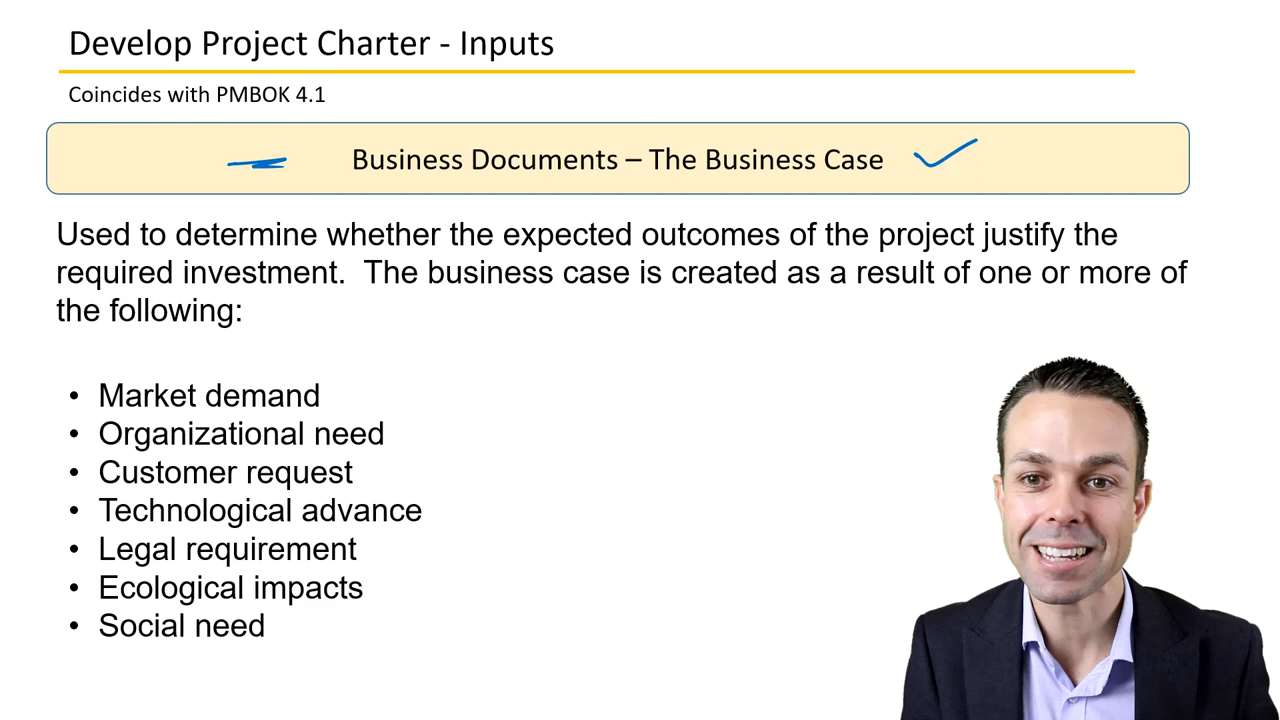 Develop Project Charter - Inputs
Coincides with PMBOK 4.1
Business Documents – The Business Case
Used to determine whether the expected outcomes of the project justify the
required investment.  The business case is created as a result of one or more of
the following:
• Market demand
• Organizational need
• Customer request
• Technological advance
• Legal requirement
• Ecological impacts
• Social need